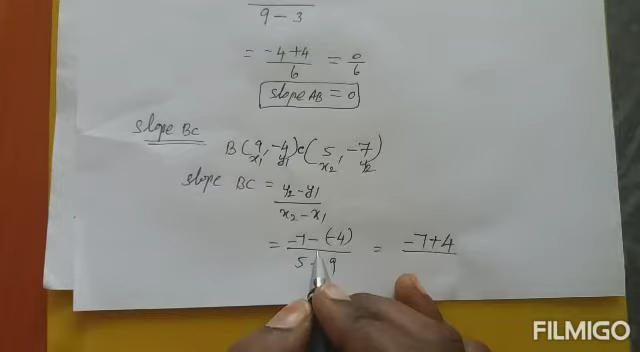 9 - 3
= -4+4/6 = 0/6
slope AB = 0
slope BC
B(9, -4) C(5, -7)
x₁ y₁ x₂ y₂
slope BC = y₂-y₁/x₂-x₁
= -7-(-4)/5-9 = -7+4
FILMIGO